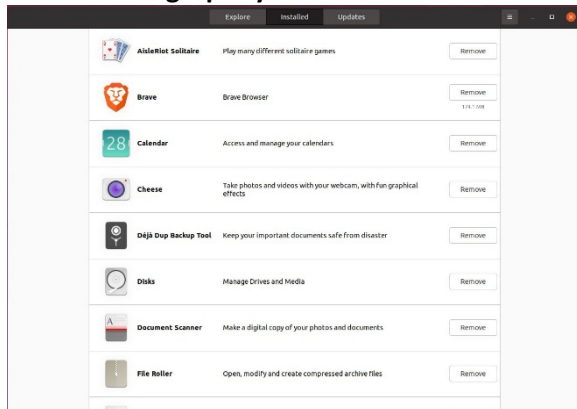 Explore Installed Updates
AisleRiot Solitaire Play many different solitaire games Remove
Brave Brave Browser Remove
174.1 MB
28 Calendar Access and manage your calendars Remove
Cheese Take photos and videos with your webcam, with fun graphical
effects Remove
Déjà Dup Backup Tool Keep your important documents safe from disaster Remove
Disks Manage Drives and Media Remove
A Document Scanner Make a digital copy of your photos and documents Remove
File Roller Open, modify and create compressed archive files Remove